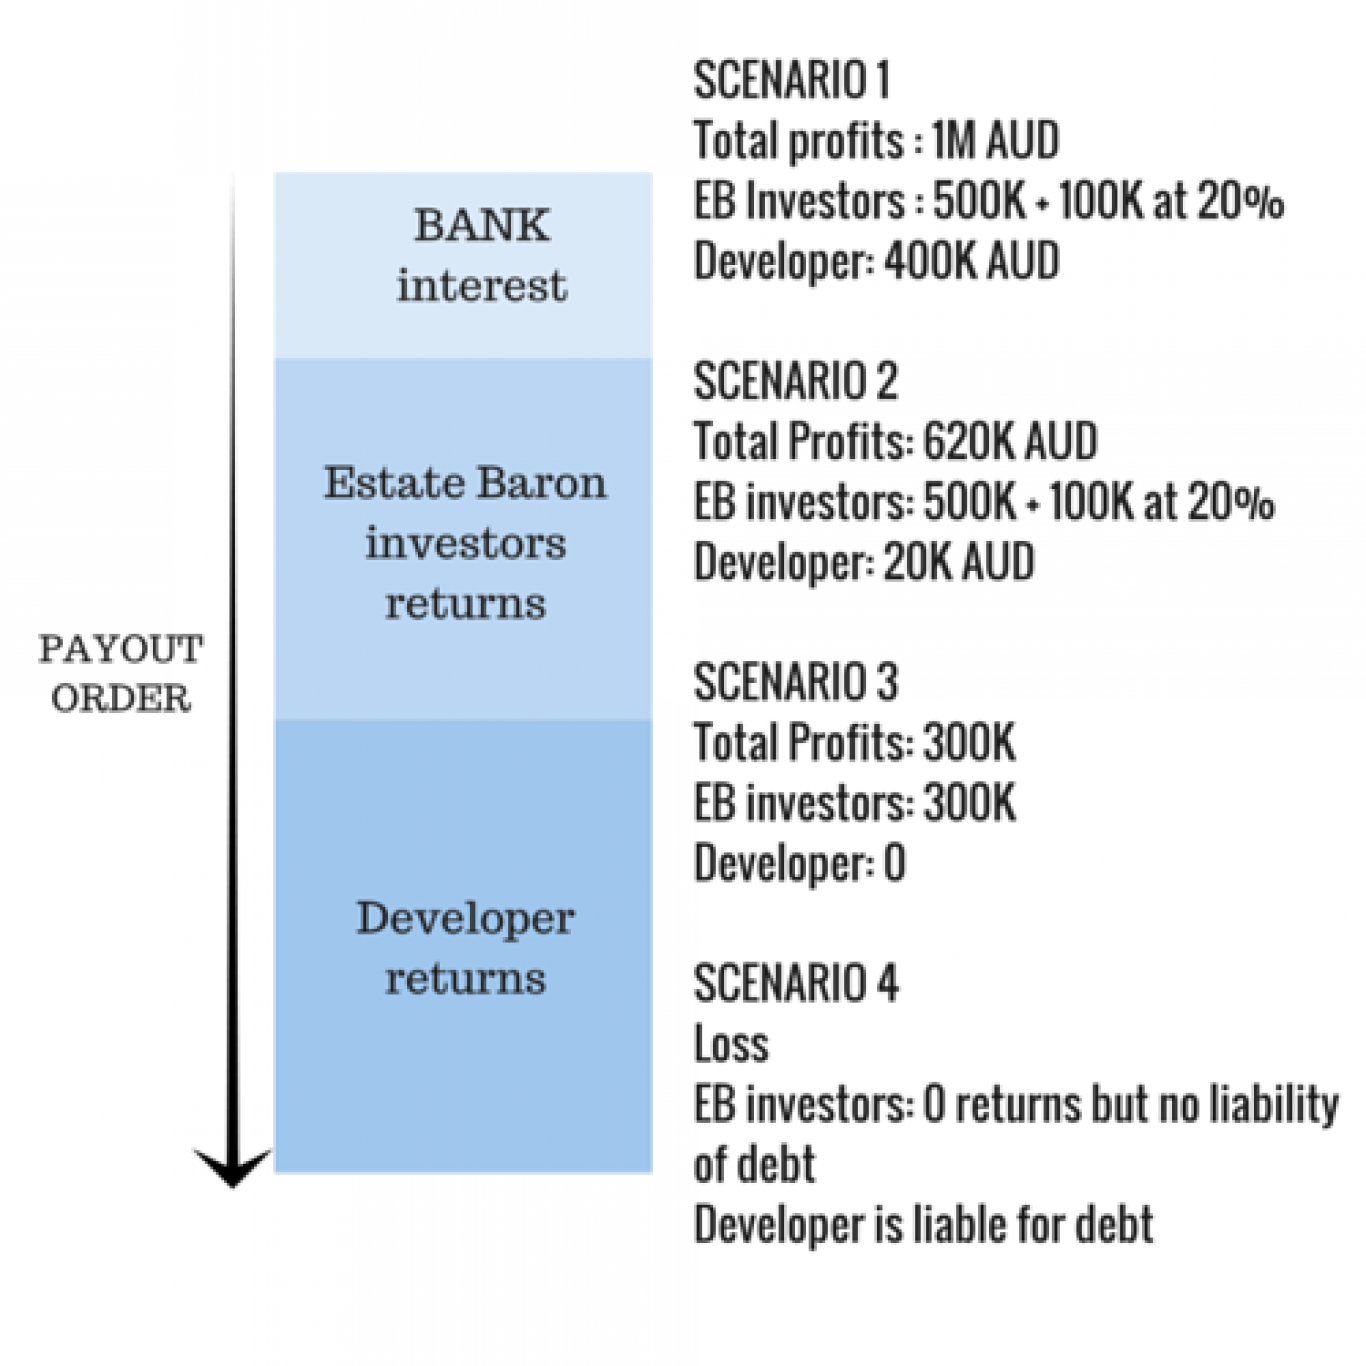 PAYOUT
ORDER
BANK
interest
Estate Baron
investors
returns
Developer
returns
SCENARIO 1
Total profits : 1M AUD
EB Investors : 500K + 100K at 20%
Developer: 400K AUD
SCENARIO 2
Total Profits: 620K AUD
EB investors: 500K + 100K at 20%
Developer: 20K AUD
SCENARIO 3
Total Profits: 300K
EB investors: 300K
Developer: 0
SCENARIO 4
Loss
EB investors: 0 returns but no liability
of debt
Developer is liable for debt